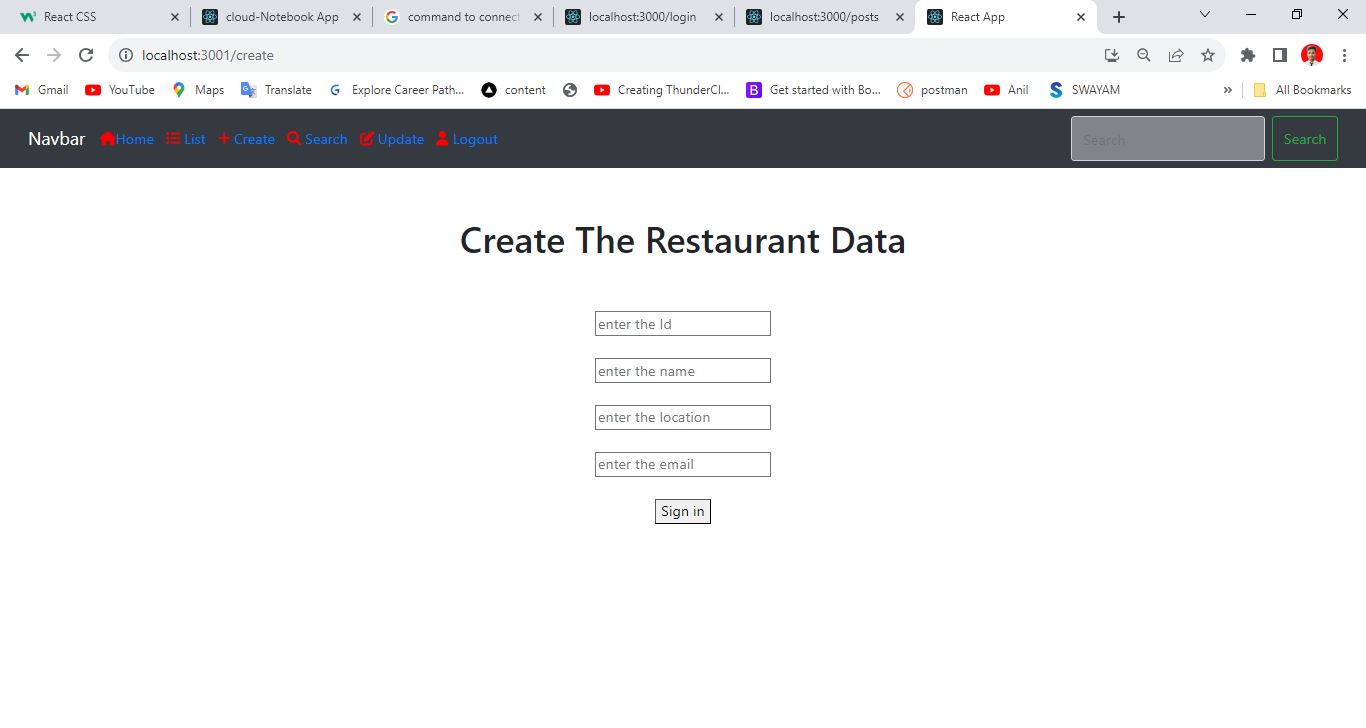 React CSS cloud-Notebook App command to connect localhost:3000/login localhost:3000/posts React App
localhost:3001/create
Gmail YouTube Maps Translate Explore Career Path... content Creating ThunderCl... Get started with Bo... postman Anil SWAYAM » All Bookmarks
Navbar Home List Create Search Update Logout Search Search
Create The Restaurant Data
enter the Id
enter the name
enter the location
enter the email
Sign in